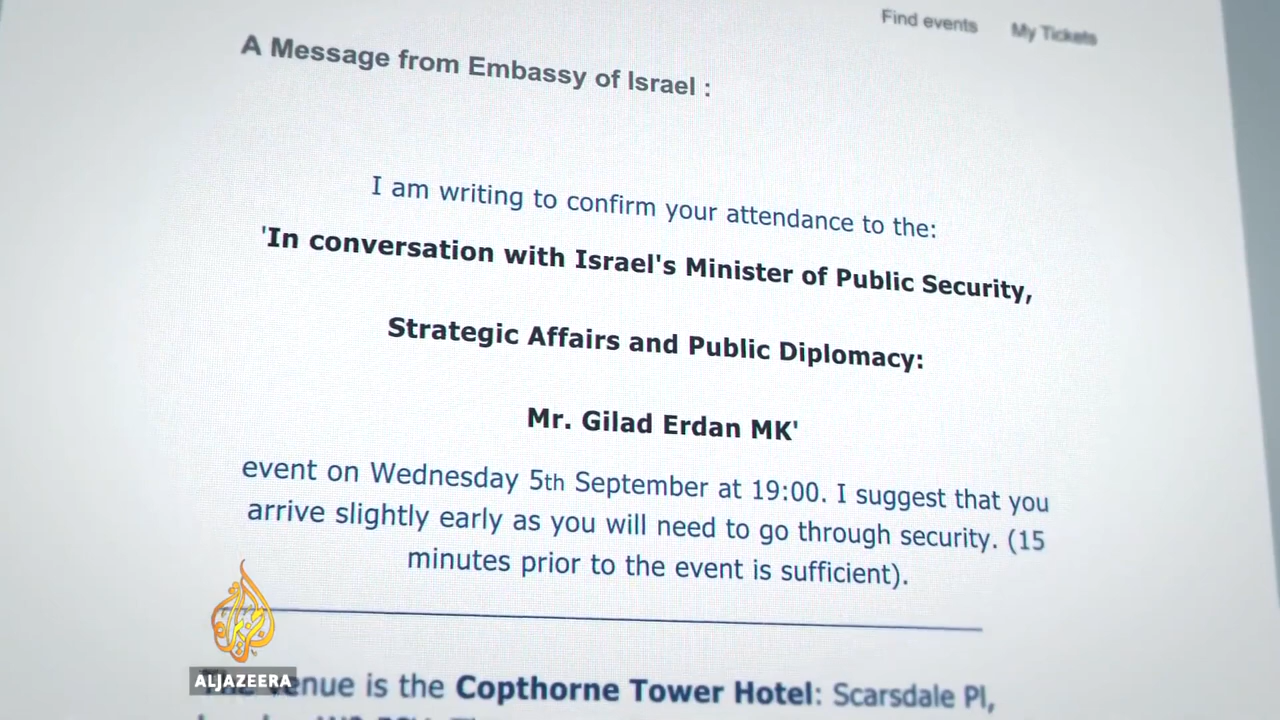 Find events My Tickets
A Message from Embassy of Israel :
I am writing to confirm your attendance to the:
'In conversation with Israel's Minister of Public Security,
Strategic Affairs and Public Diplomacy:
Mr. Gilad Erdan MK'
event on Wednesday 5th September at 19:00. I suggest that you
arrive slightly early as you will need to go through security. (15
minutes prior to the event is sufficient).
venue is the Copthorne Tower Hotel: Scarsdale Pl,
ALJAZEERA